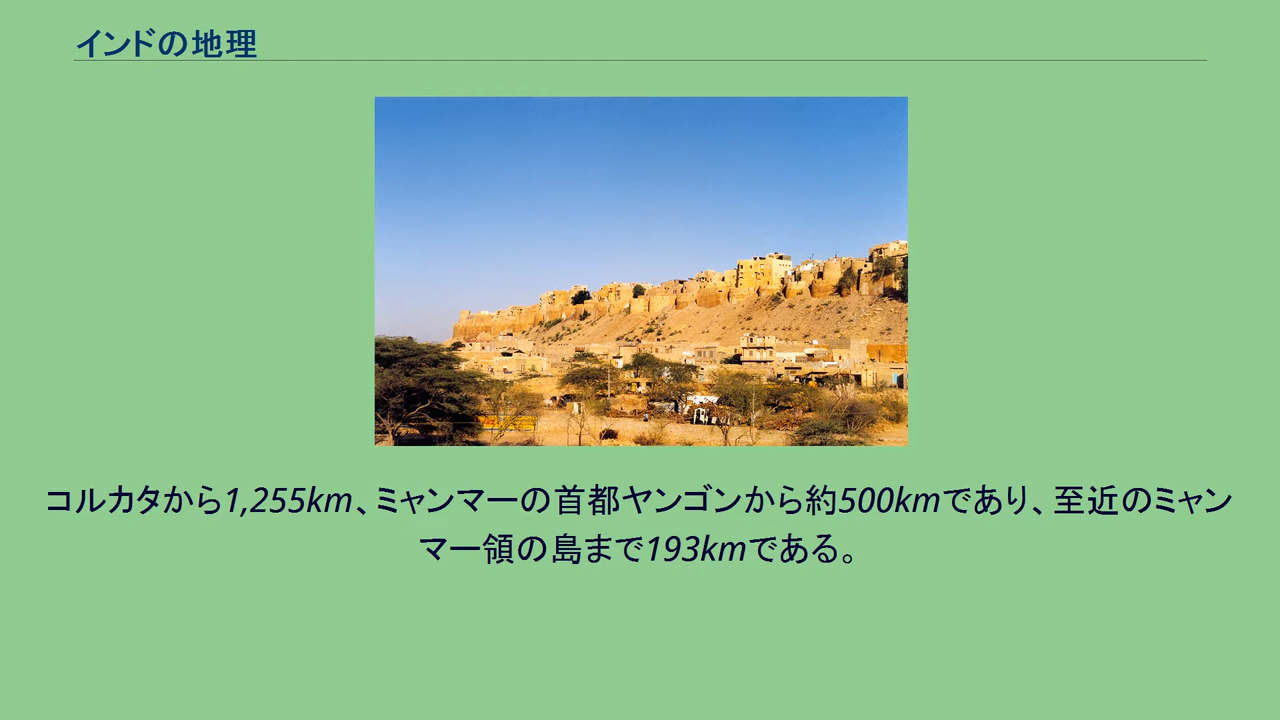 インドの地理
コルカタから1,255km、ミャンマーの首都ヤンゴンから約500kmであり、至近のミャン
マー領の島まで193kmである。